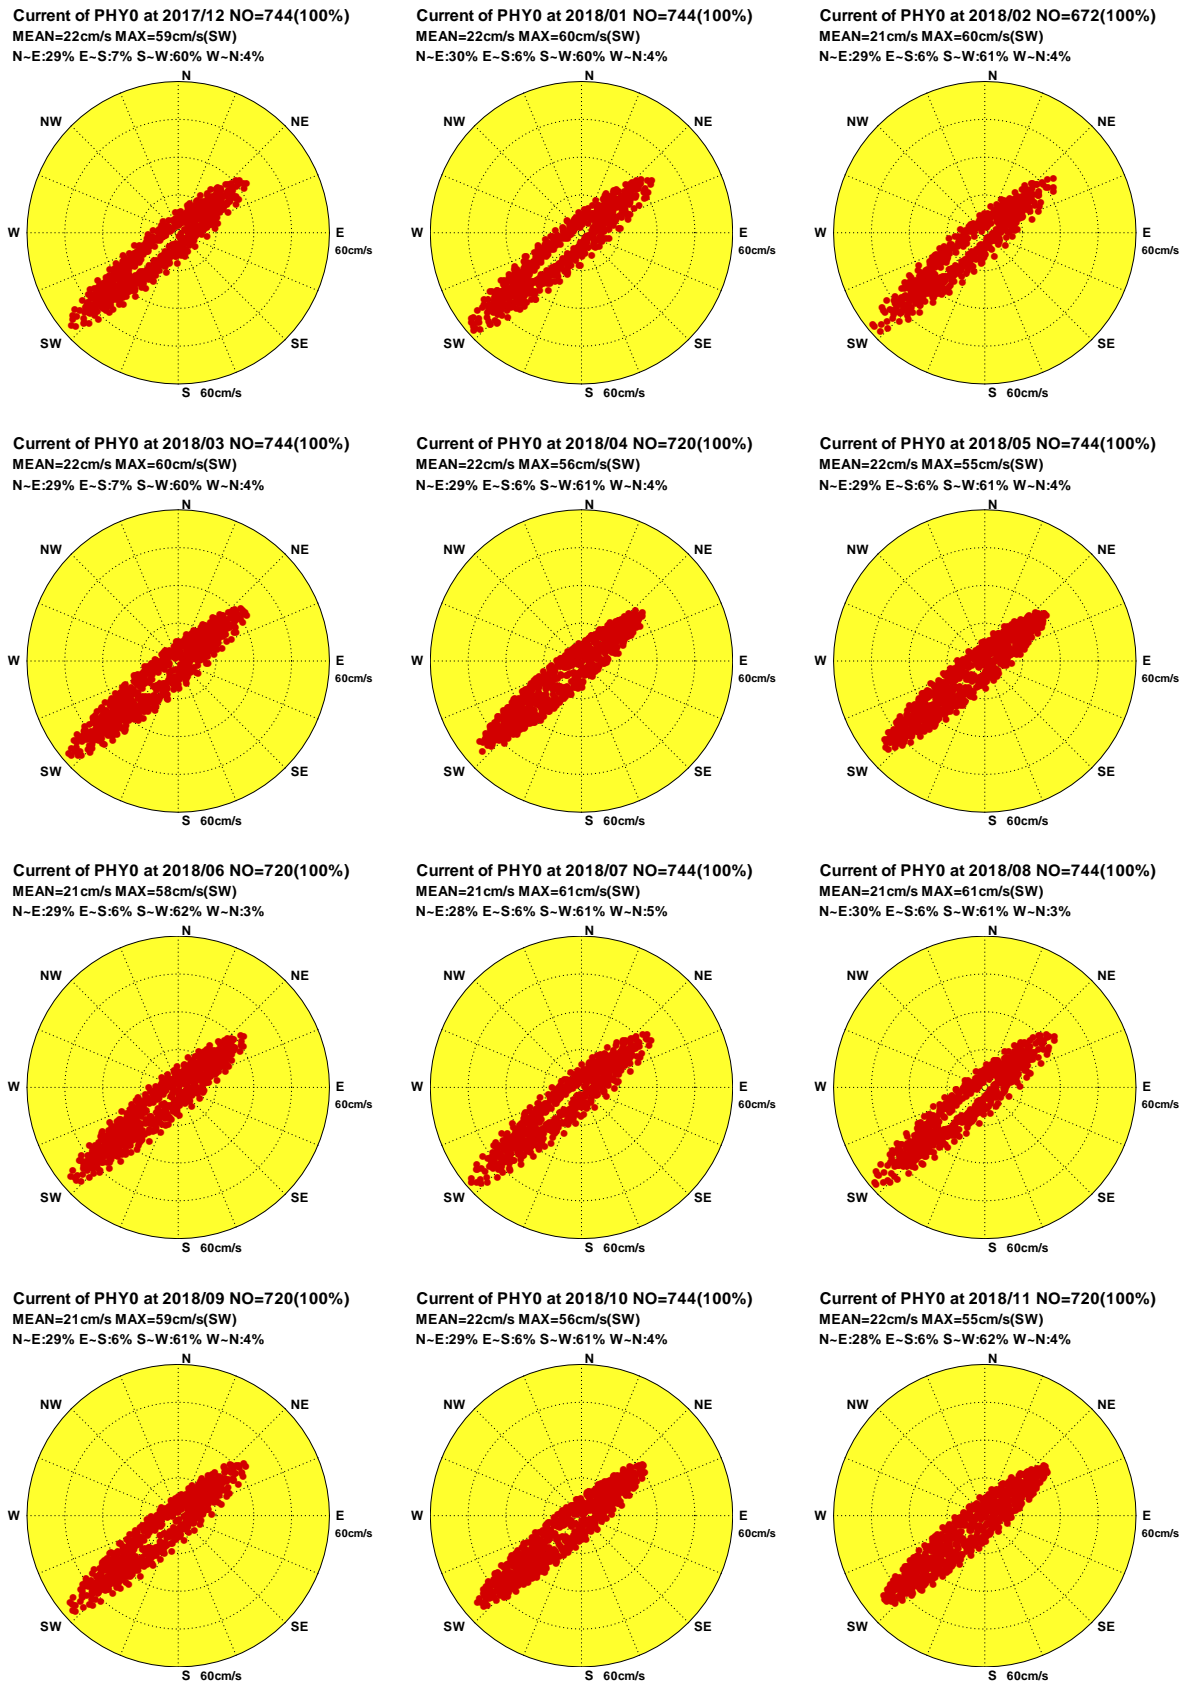 Current of PHY0 at 2017/12 NO=744(100%)
MEAN=22cm/s MAX=59cm/s(SW)
N~E:29% E~S:7% S~W:60% W~N:4%
N
NW
NE
W
E
60cm/s
SW
SE
S 60cm/s
Current of PHY0 at 2018/01 NO=744(100%)
MEAN=22cm/s MAX=60cm/s(SW)
N~E:30% E~S:6% S~W:60% W~N:4%
N
NW
NE
W
E
60cm/s
SW
SE
S 60cm/s
Current of PHY0 at 2018/02 NO=672(100%)
MEAN=21cm/s MAX=60cm/s(SW)
N~E:29% E~S:6% S~W:61% W~N:4%
N
NW
NE
W
E
60cm/s
SW
SE
S 60cm/s
Current of PHY0 at 2018/03 NO=744(100%)
MEAN=22cm/s MAX=60cm/s(SW)
N~E:29% E~S:7% S~W:60% W~N:4%
N
NW
NE
W
E
60cm/s
SW
SE
S 60cm/s
Current of PHY0 at 2018/04 NO=720(100%)
MEAN=22cm/s MAX=56cm/s(SW)
N~E:29% E~S:6% S~W:61% W~N:4%
N
NW
NE
W
E
60cm/s
SW
SE
S 60cm/s
Current of PHY0 at 2018/05 NO=744(100%)
MEAN=22cm/s MAX=55cm/s(SW)
N~E:29% E~S:6% S~W:61% W~N:4%
N
NW
NE
W
E
60cm/s
SW
SE
S 60cm/s
Current of PHY0 at 2018/06 NO=720(100%)
MEAN=21cm/s MAX=58cm/s(SW)
N~E:29% E~S:6% S~W:62% W~N:3%
N
NW
NE
W
E
60cm/s
SW
SE
S 60cm/s
Current of PHY0 at 2018/07 NO=744(100%)
MEAN=21cm/s MAX=61cm/s(SW)
N~E:28% E~S:6% S~W:61% W~N:5%
N
NW
NE
W
E
60cm/s
SW
SE
S 60cm/s
Current of PHY0 at 2018/08 NO=744(100%)
MEAN=21cm/s MAX=61cm/s(SW)
N~E:30% E~S:6% S~W:61% W~N:3%
N
NW
NE
W
E
60cm/s
SW
SE
S 60cm/s
Current of PHY0 at 2018/09 NO=720(100%)
MEAN=21cm/s MAX=59cm/s(SW)
N~E:29% E~S:6% S~W:61% W~N:4%
N
NW
NE
W
E
60cm/s
SW
SE
S 60cm/s
Current of PHY0 at 2018/10 NO=744(100%)
MEAN=22cm/s MAX=56cm/s(SW)
N~E:29% E~S:6% S~W:61% W~N:4%
N
NW
NE
W
E
60cm/s
SW
SE
S 60cm/s
Current of PHY0 at 2018/11 NO=720(100%)
MEAN=22cm/s MAX=55cm/s(SW)
N~E:28% E~S:6% S~W:62% W~N:4%
N
NW
NE
W
E
60cm/s
SW
SE
S 60cm/s